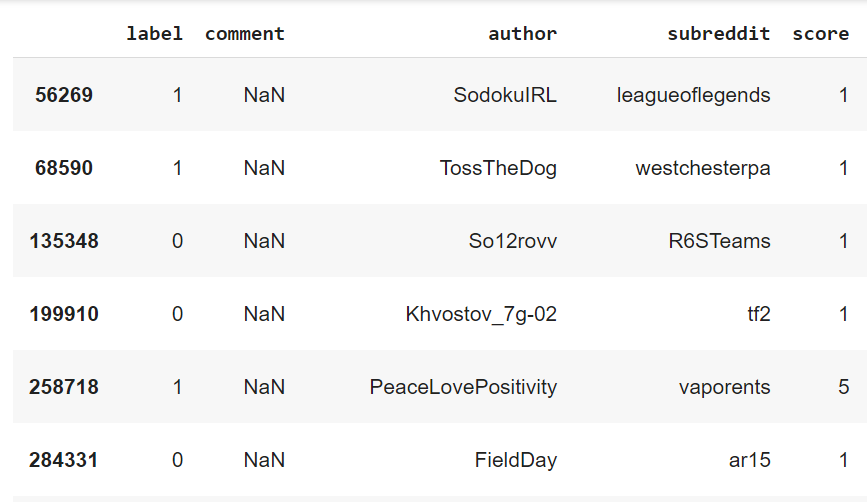 label comment author subreddit score
56269 1 NaN SodokuIRL leagueoflegends 1
68590 1 NaN TossTheDog westchesterpa 1
135348 0 NaN So12rovv R6STeams 1
199910 0 NaN Khvostov_7g-02 tf2 1
258718 1 NaN PeaceLovePositivity vaporents 5
284331 0 NaN FieldDay ar15 1